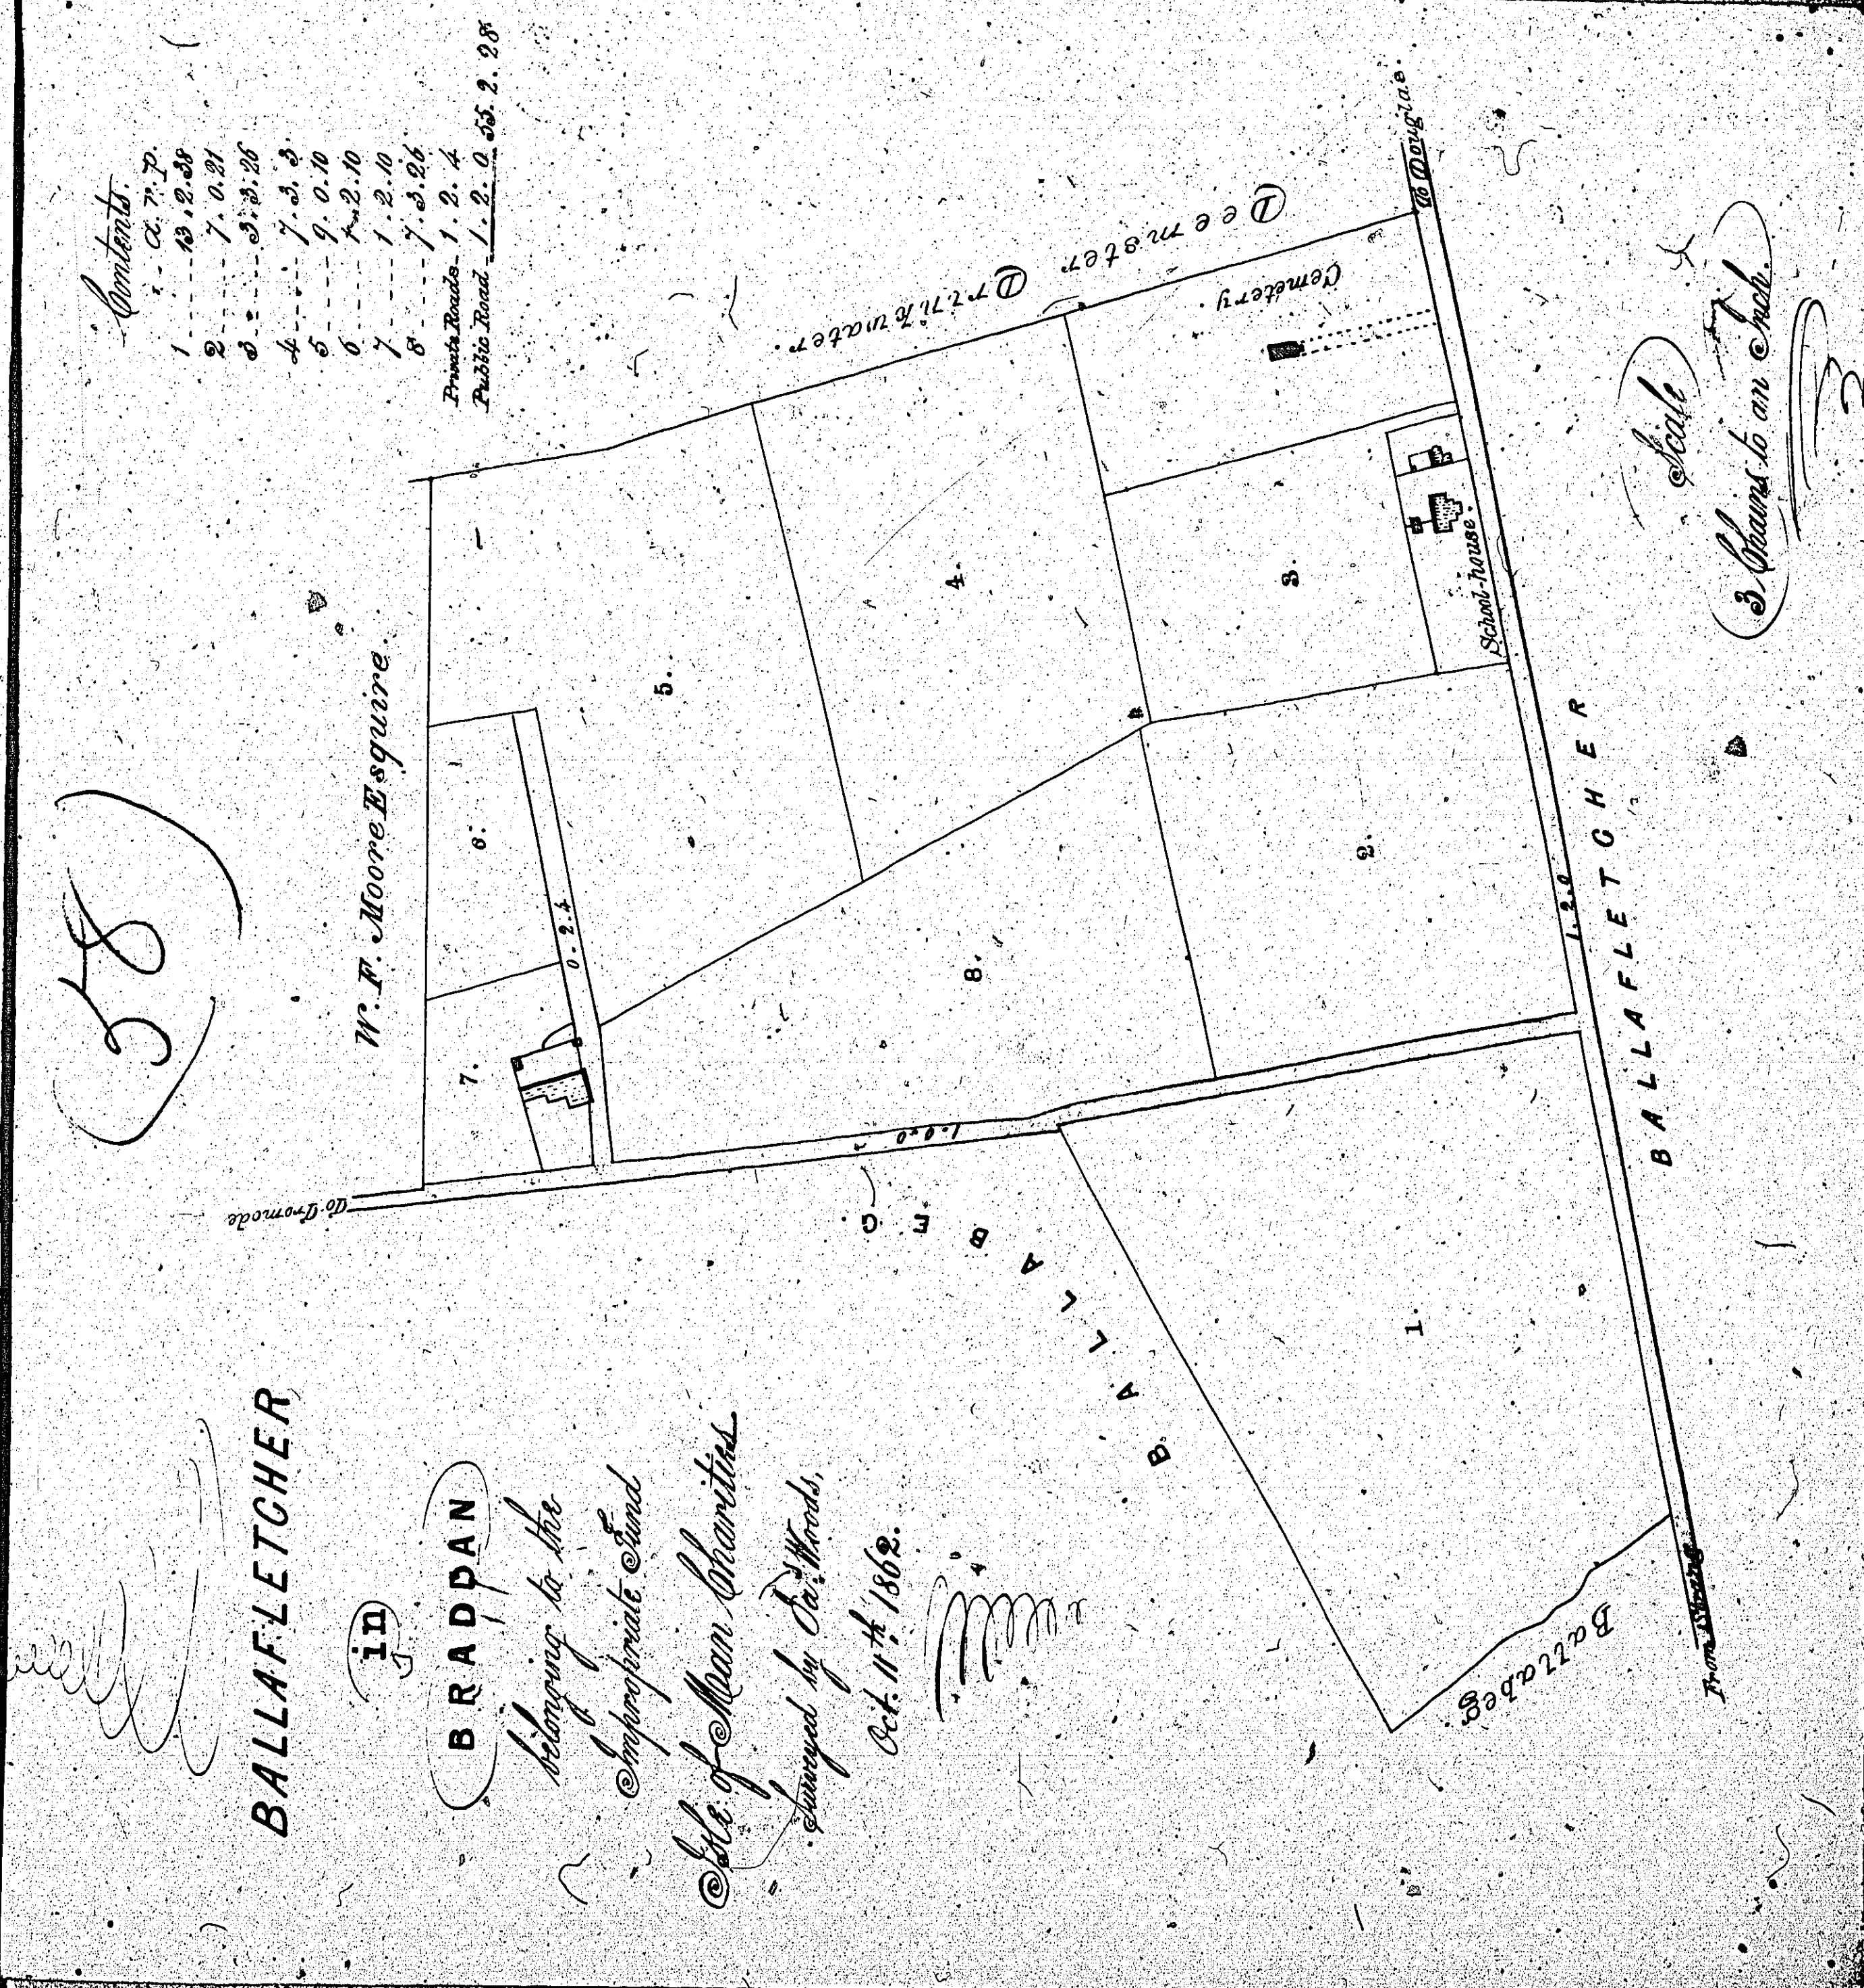 58
BALLAFLETCHER
in
BRADDAN
belonging to the
Impropriate Fund
Isle of Man Charities
Surveyed by Jas. Woods,
Oct. 11th, 1862.
Contents.
a. r. p.
1 ---- 13.2.38
2 ---- 7.0.21
3 ---- 3.3.26
4 ---- 7.3.3
5 ---- 9.0.10
6 ---- 1.2.10
7 ---- 1.2.10
8 ---- 7.3.26
Private Roads - 1.2.4
Public Road - 1.2.0 55.2.28
W. F. Moore Esquire.
To Tromode
7.
6.
0.2.4
5.
Deemster Drinkwater.
4.
Cemetery.
To Douglas.
3.
School-house.
8.
2.
1.0.0
1.2.0
BALLABEG
1.
Ballabeg.
From Strang
BALLAFLETCHER
Scale
3 Chains to an Inch.